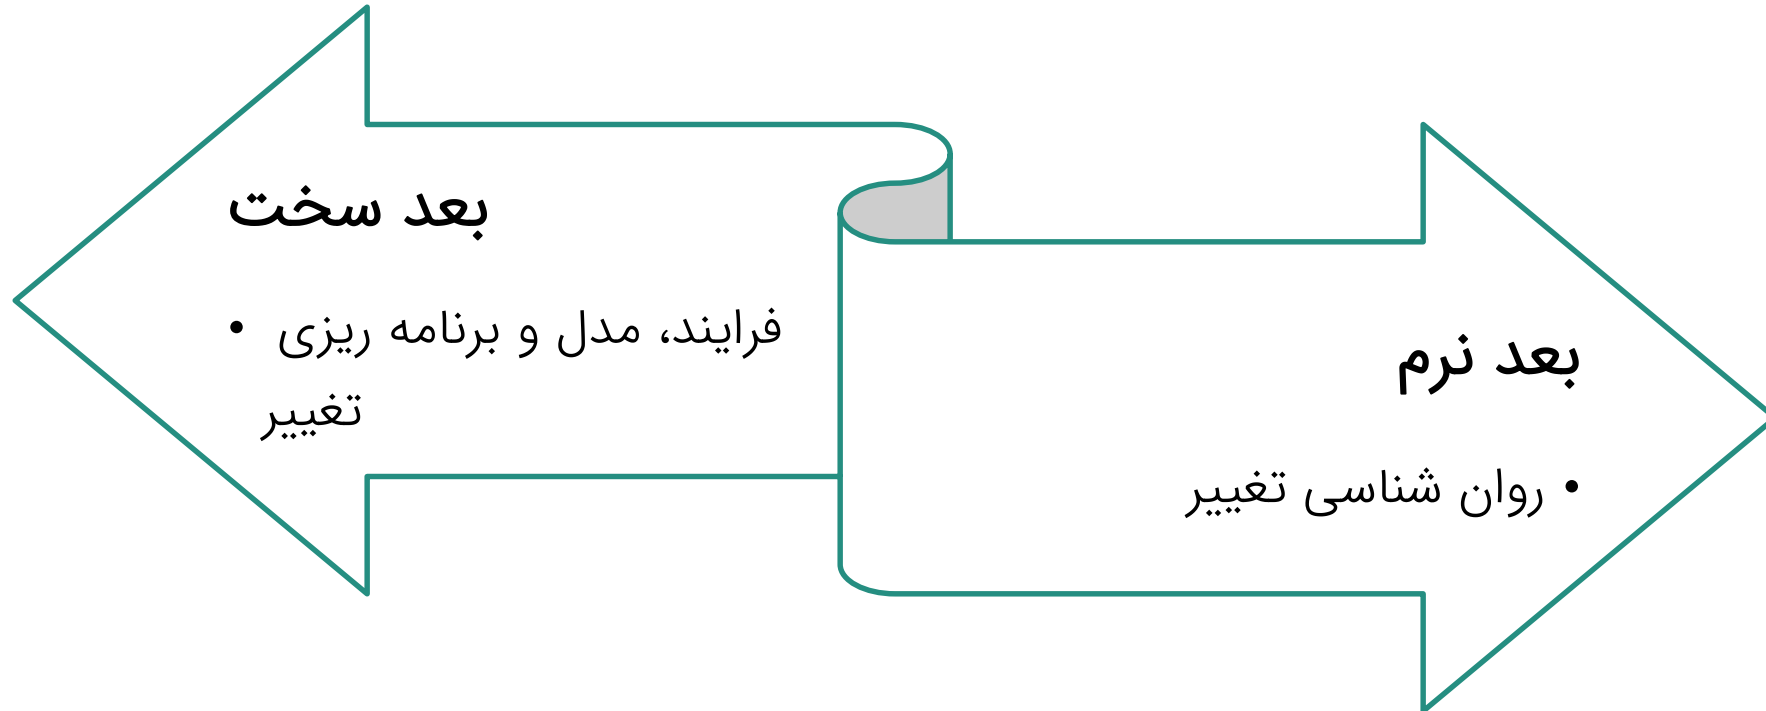 بعد سخت
• فرایند، مدل و برنامه ریزی
تغییر
بعد نرم
• روان شناسی تغییر